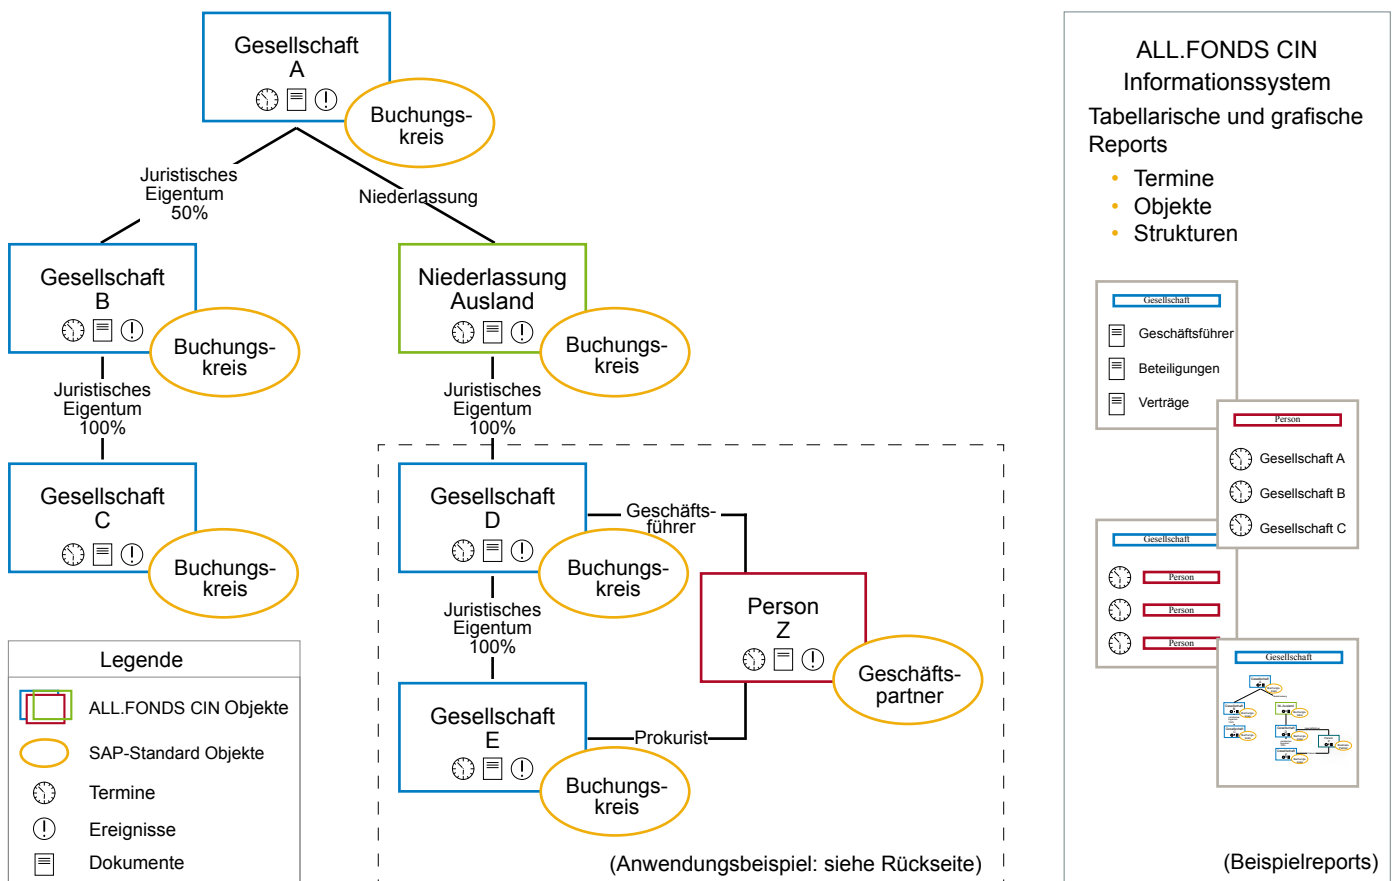 Gesellschaft
A
Buchungs-
kreis
Juristisches
Eigentum
50%
Niederlassung
Gesellschaft
B
Buchungs-
kreis
Niederlassung
Ausland
Buchungs-
kreis
Juristisches
Eigentum
100%
Juristisches
Eigentum
100%
Gesellschaft
C
Buchungs-
kreis
Gesellschaft
D
Buchungs-
kreis
Geschäfts-
führer
Juristisches
Eigentum
100%
Person
Z
Geschäfts-
partner
Gesellschaft
E
Buchungs-
kreis
Prokurist
(Anwendungsbeispiel: siehe Rückseite)
Legende
ALL.FONDS CIN Objekte
SAP-Standard Objekte
Termine
Ereignisse
Dokumente
ALL.FONDS CIN
Informationssystem
Tabellarische und grafische
Reports
• Termine
• Objekte
• Strukturen
Gesellschaft
Geschäftsführer
Beteiligungen
Verträge
Person
Gesellschaft A
Gesellschaft B
Gesellschaft C
Gesellschaft
Person
Person
Person
Gesellschaft
(Beispielreports)